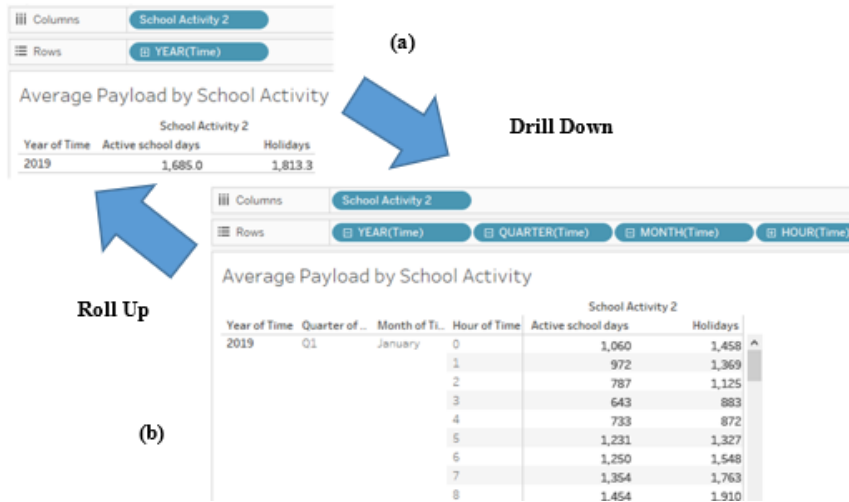 Columns School Activity 2
Rows YEAR(Time)
(a)
Average Payload by School Activity
School Activity 2
Year of Time Active school days Holidays
2019 1,685.0 1,813.3
Drill Down
Columns School Activity 2
Rows YEAR(Time) QUARTER(Time) MONTH(Time) HOUR(Time)
Roll Up
Average Payload by School Activity
School Activity 2
Year of Time Quarter of .. Month of Ti.. Hour of Time Active school days Holidays
2019 Q1 January 0 1,060 1,458
1 972 1,369
2 787 1,125
3 643 883
4 733 872
(b)
5 1,231 1,327
6 1,250 1,548
7 1,354 1,763
8 1,454 1,910